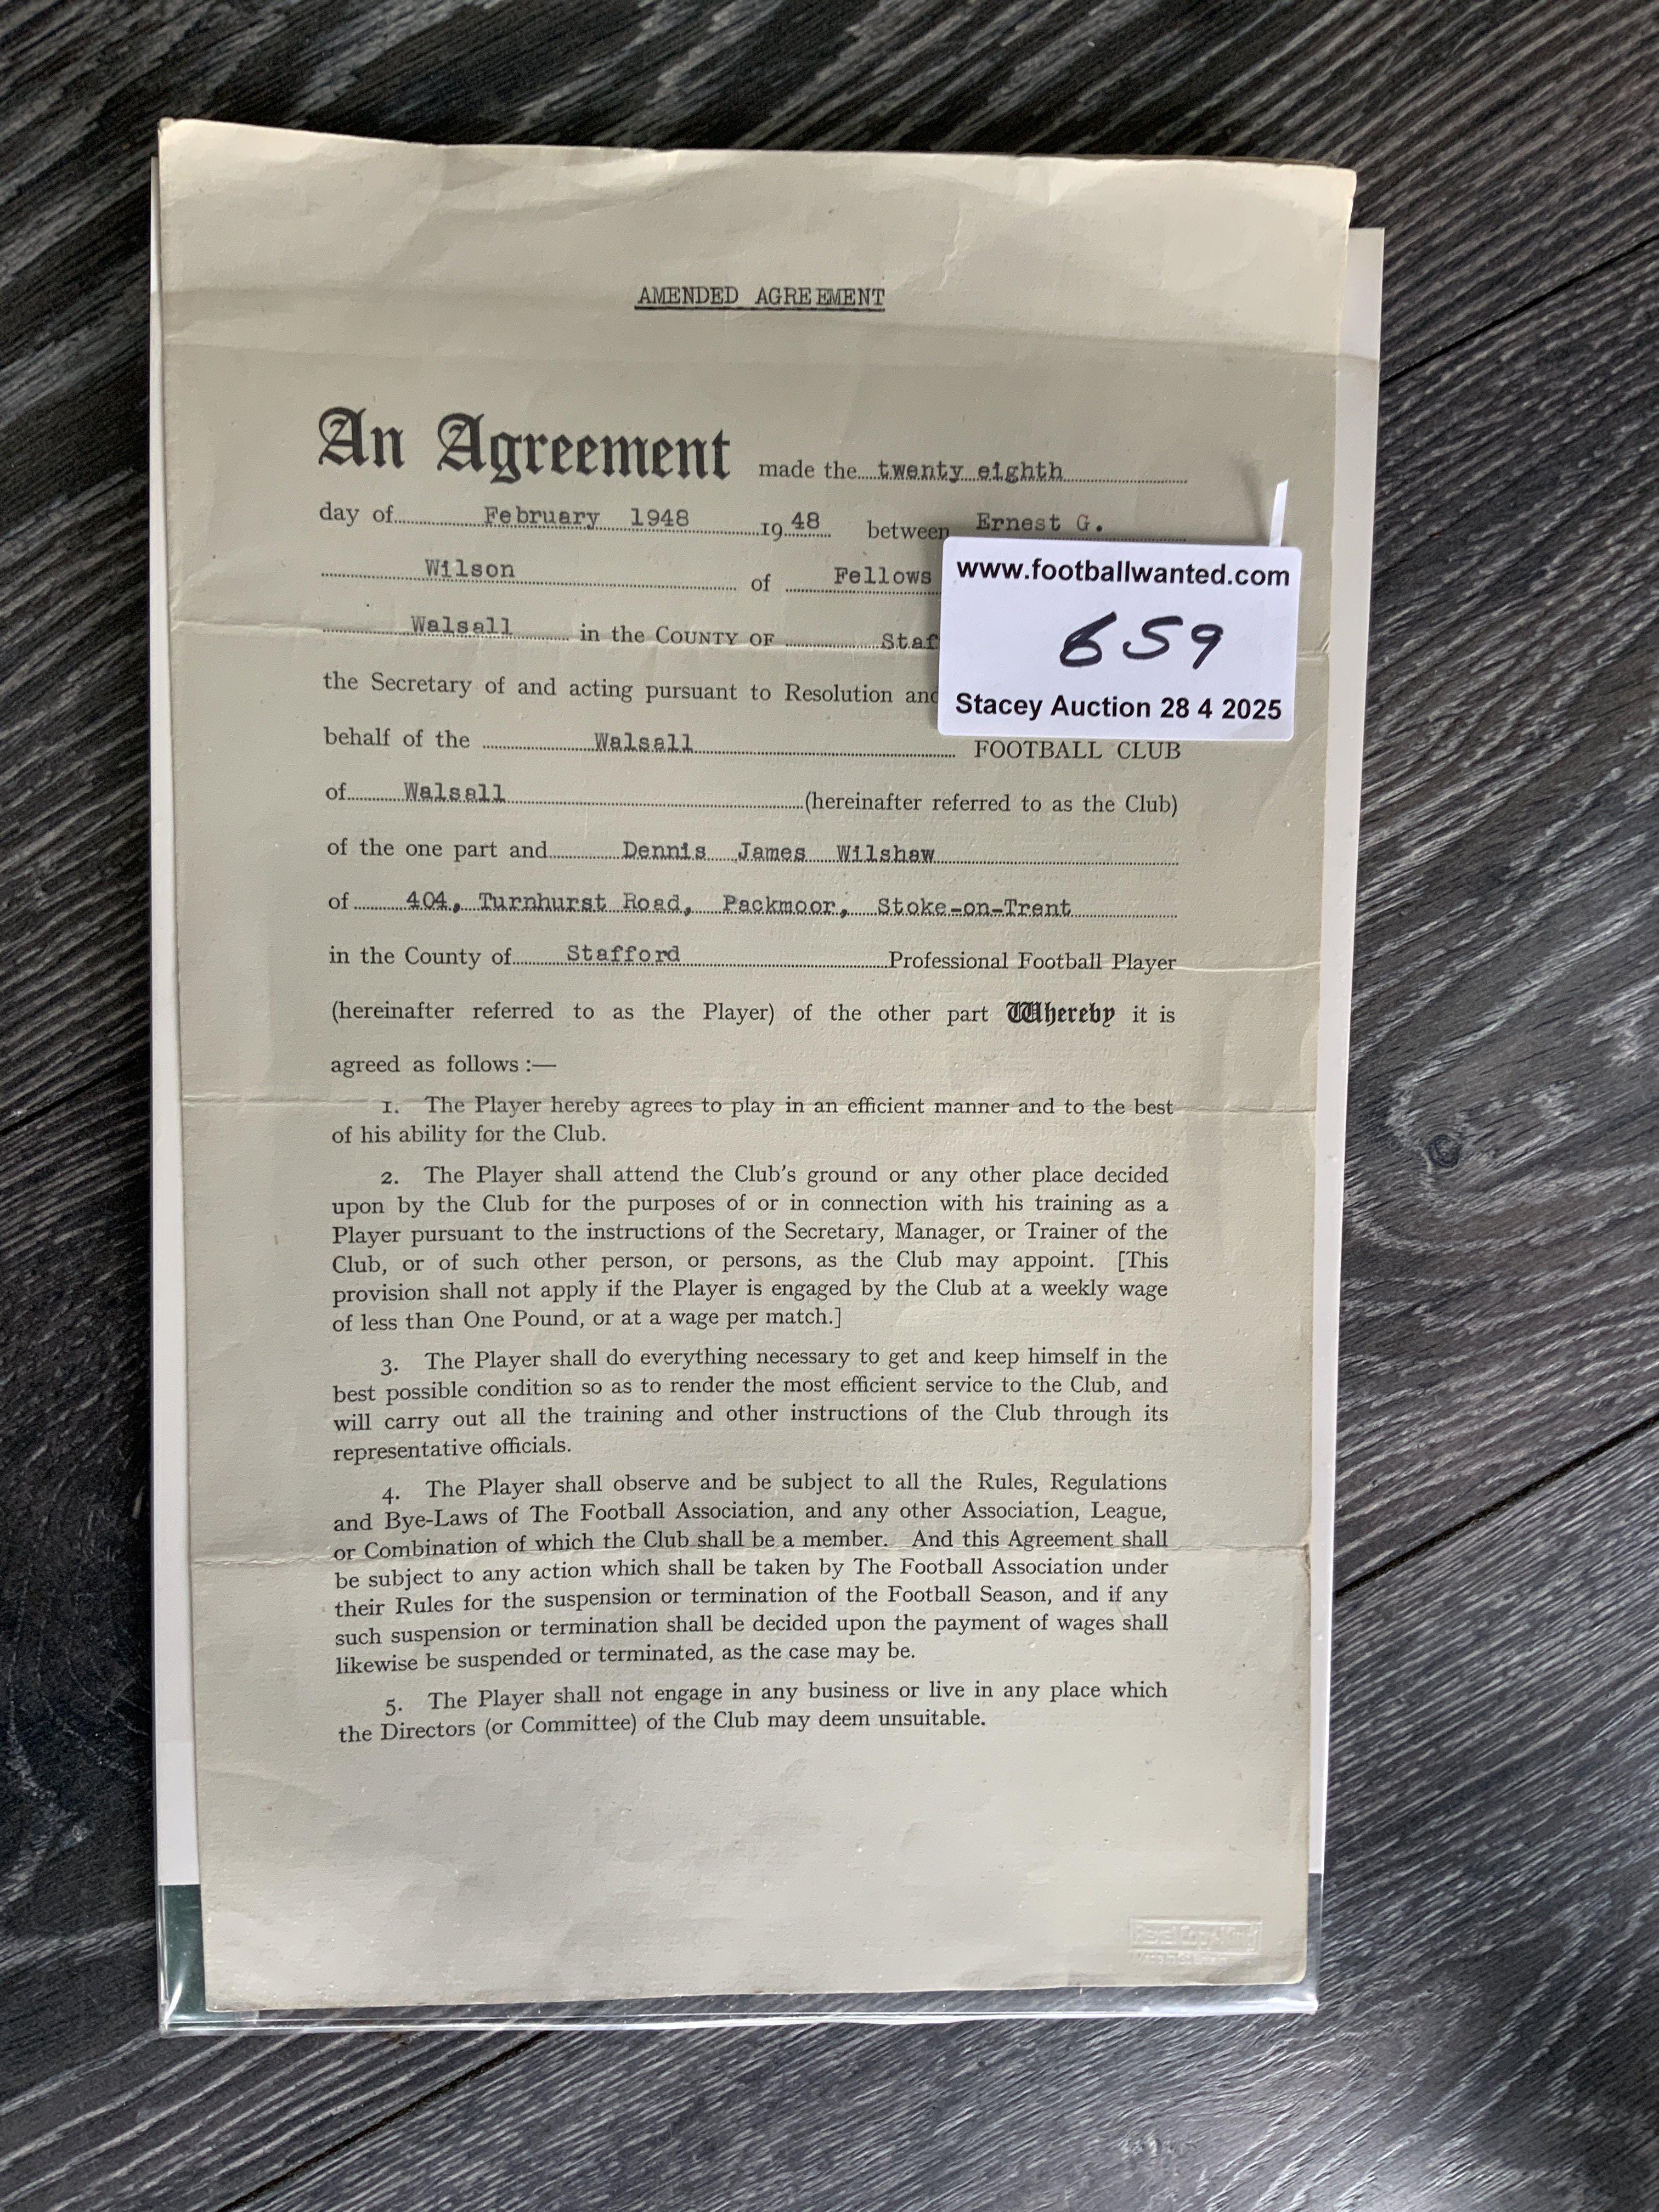 AMENDED AGREEMENT
An Agreement made the twenty eighth
day of February 1948 1948 between Ernest G.
Wilson of Fellows
Walsall in the COUNTY OF Staf
the Secretary of and acting pursuant to Resolution and
behalf of the Walsall FOOTBALL CLUB
of Walsall (hereinafter referred to as the Club)
of the one part and Dennis James Wilshaw
of 404, Turnhurst Road, Packmoor, Stoke-on-Trent
in the County of Stafford Professional Football Player
(hereinafter referred to as the Player) of the other part Whereby it is
agreed as follows :—
1. The Player hereby agrees to play in an efficient manner and to the best
of his ability for the Club.
2. The Player shall attend the Club's ground or any other place decided
upon by the Club for the purposes of or in connection with his training as a
Player pursuant to the instructions of the Secretary, Manager, or Trainer of the
Club, or of such other person, or persons, as the Club may appoint. [This
provision shall not apply if the Player is engaged by the Club at a weekly wage
of less than One Pound, or at a wage per match.]
3. The Player shall do everything necessary to get and keep himself in the
best possible condition so as to render the most efficient service to the Club, and
will carry out all the training and other instructions of the Club through its
representative officials.
4. The Player shall observe and be subject to all the Rules, Regulations
and Bye-Laws of The Football Association, and any other Association, League,
or Combination of which the Club shall be a member. And this Agreement shall
be subject to any action which shall be taken by The Football Association under
their Rules for the suspension or termination of the Football Season, and if any
such suspension or termination shall be decided upon the payment of wages shall
likewise be suspended or terminated, as the case may be.
5. The Player shall not engage in any business or live in any place which
the Directors (or Committee) of the Club may deem unsuitable.
www.footballwanted.com
659
Stacey Auction 28 4 2025